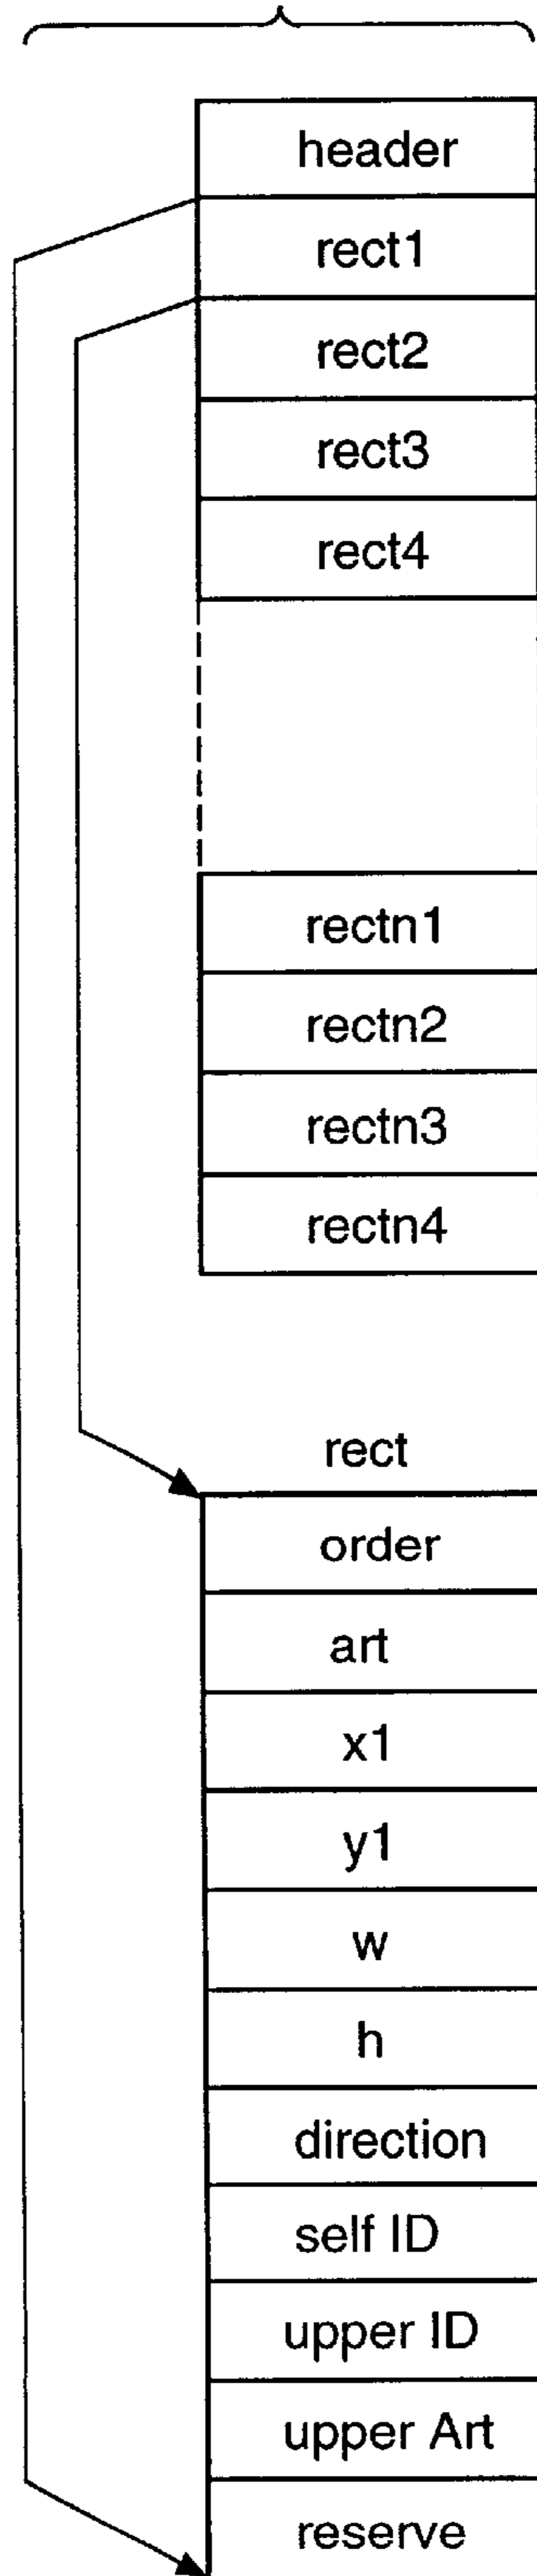 header
rect1
rect2
rect3
rect4
rectn1
rectn2
rectn3
rectn4
rect
order
art
x1
y1
w
h
direction
self ID
upper ID
upper Art
reserve